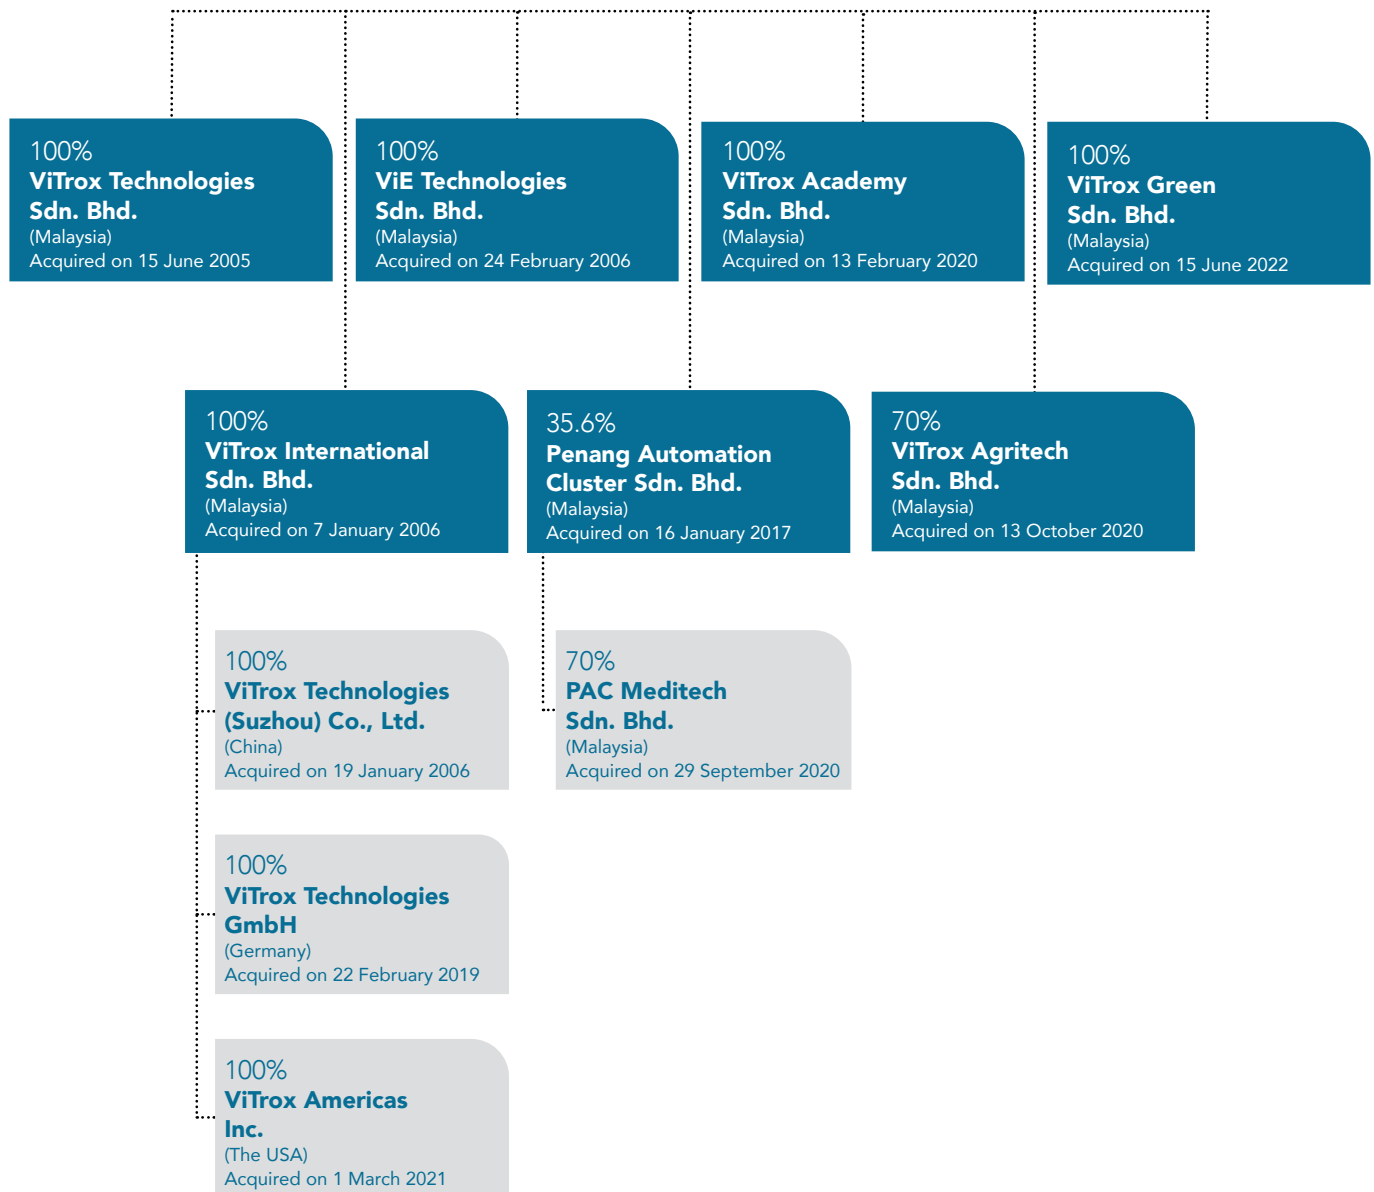 100%
ViTrox Technologies
Sdn. Bhd.
(Malaysia)
Acquired on 15 June 2005
100%
ViE Technologies
Sdn. Bhd.
(Malaysia)
Acquired on 24 February 2006
100%
ViTrox Academy
Sdn. Bhd.
(Malaysia)
Acquired on 13 February 2020
100%
ViTrox Green
Sdn. Bhd.
(Malaysia)
Acquired on 15 June 2022
100%
ViTrox International
Sdn. Bhd.
(Malaysia)
Acquired on 7 January 2006
35.6%
Penang Automation
Cluster Sdn. Bhd.
(Malaysia)
Acquired on 16 January 2017
70%
ViTrox Agritech
Sdn. Bhd.
(Malaysia)
Acquired on 13 October 2020
100%
ViTrox Technologies
(Suzhou) Co., Ltd.
(China)
Acquired on 19 January 2006
70%
PAC Meditech
Sdn. Bhd.
(Malaysia)
Acquired on 29 September 2020
100%
ViTrox Technologies
GmbH
(Germany)
Acquired on 22 February 2019
100%
ViTrox Americas
Inc.
(The USA)
Acquired on 1 March 2021